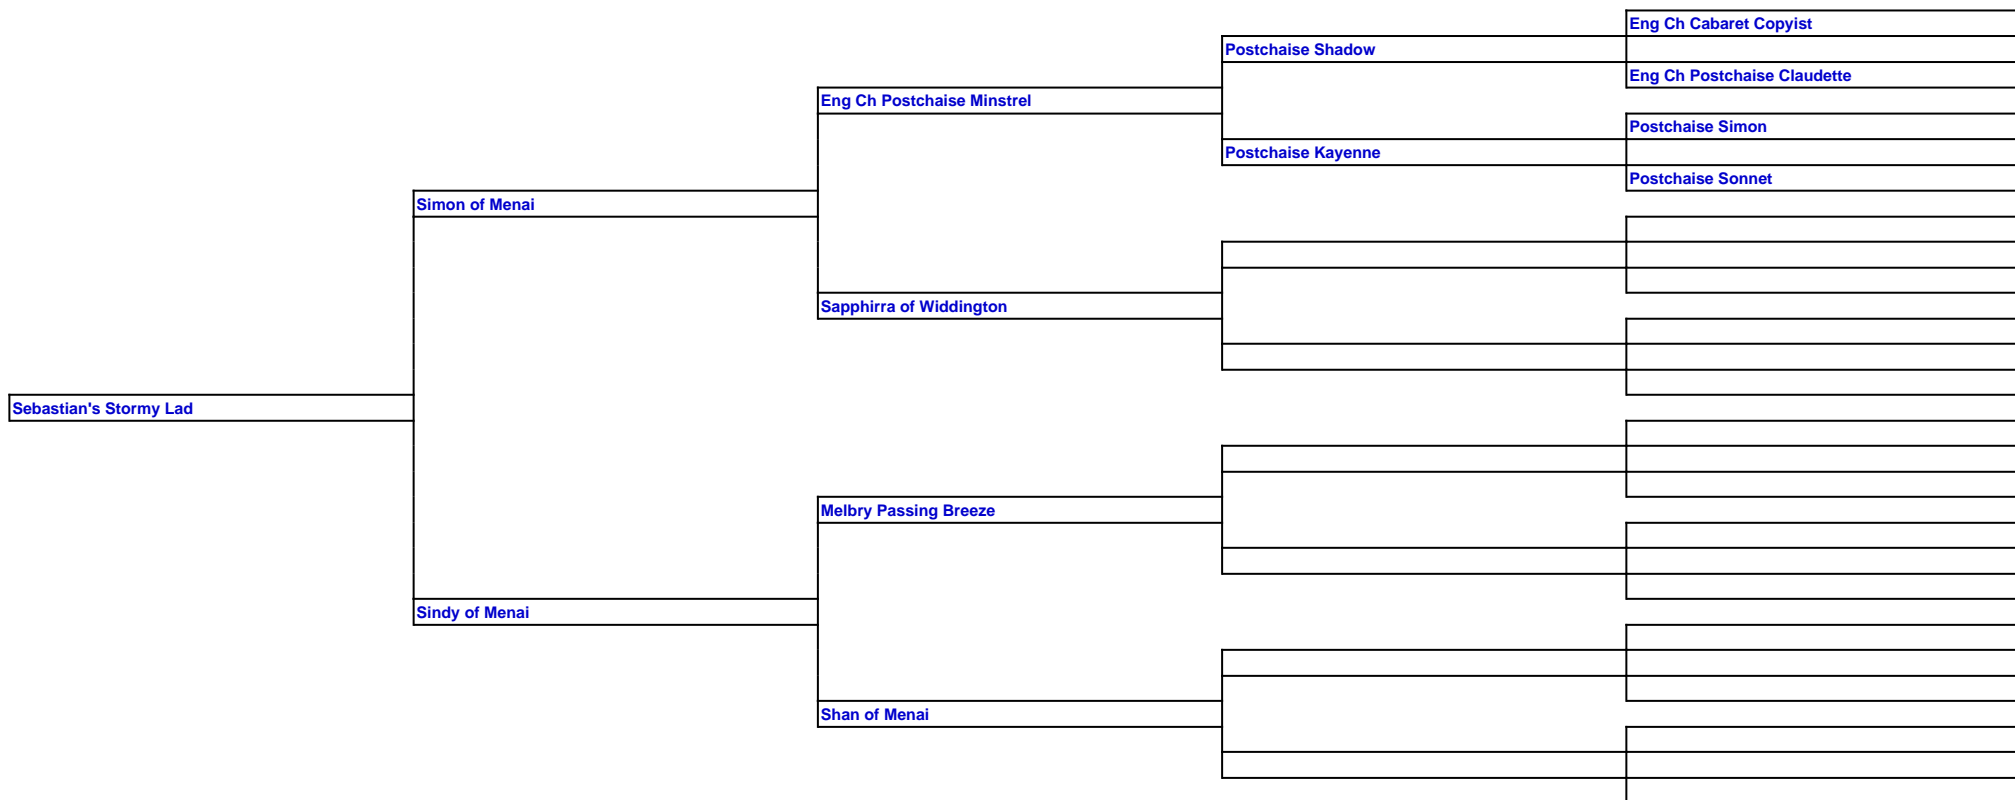 Eng Ch Cabaret Copyist
Postchaise Shadow
Eng Ch Postchaise Claudette
Eng Ch Postchaise Minstrel
Postchaise Simon
Postchaise Kayenne
Postchaise Sonnet
Simon of Menai
Sapphirra of Widdington
Sebastian's Stormy Lad
Melbry Passing Breeze
Sindy of Menai
Shan of Menai